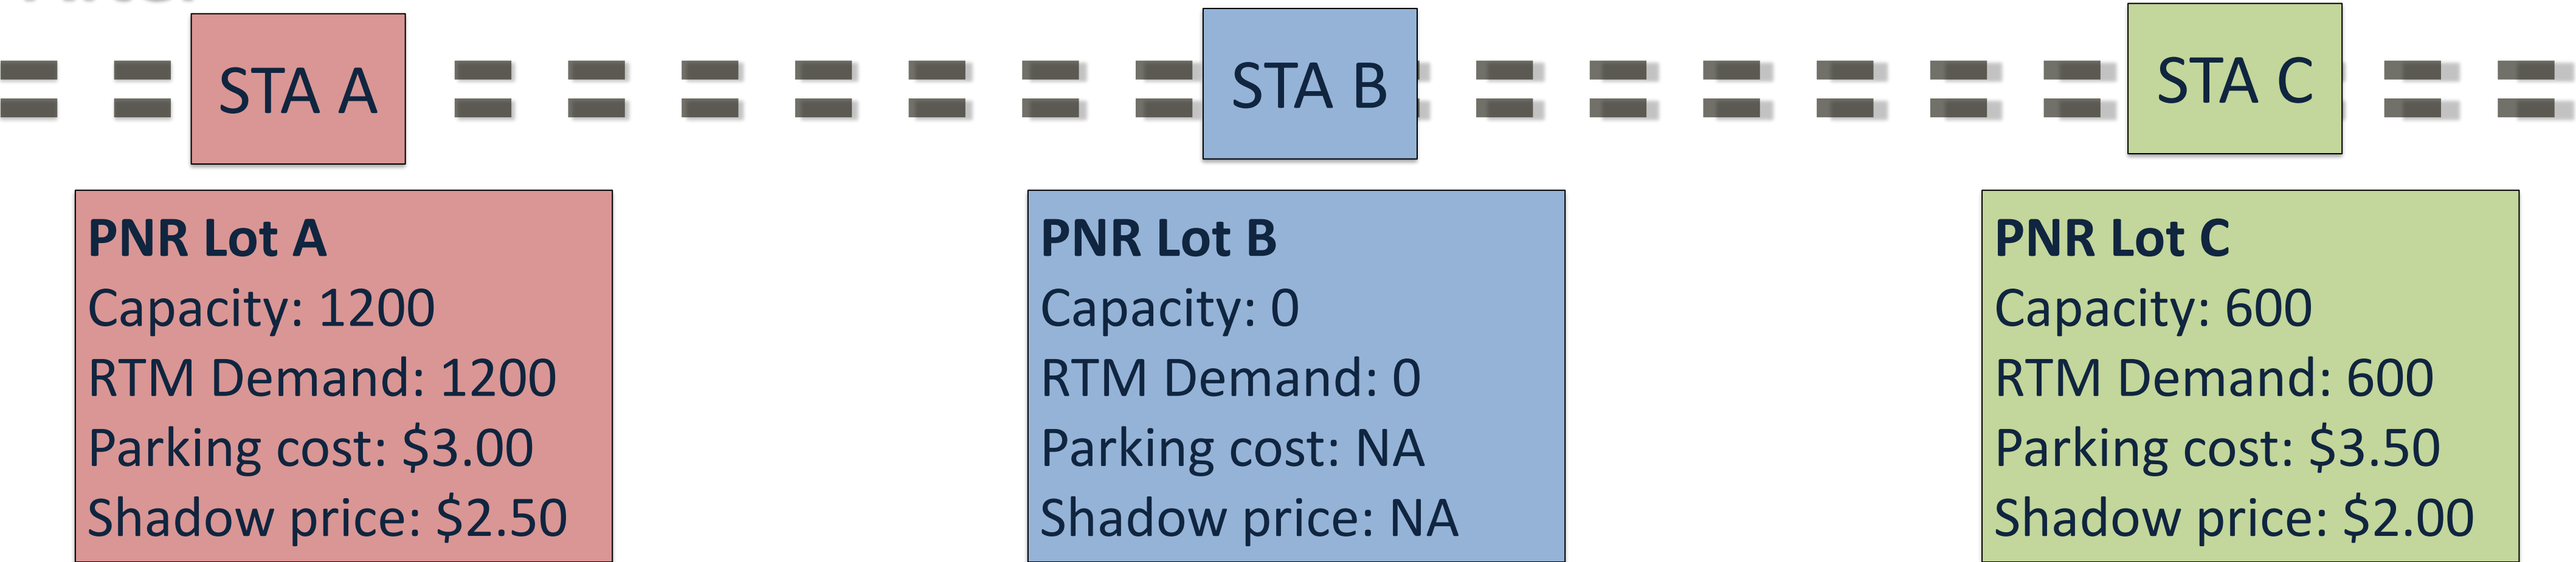 STA A
STA B
STA C
PNR Lot A
Capacity: 1200
RTM Demand: 1200
Parking cost: $3.00
Shadow price: $2.50
PNR Lot B
Capacity: 0
RTM Demand: 0
Parking cost: NA
Shadow price: NA
PNR Lot C
Capacity: 600
RTM Demand: 600
Parking cost: $3.50
Shadow price: $2.00